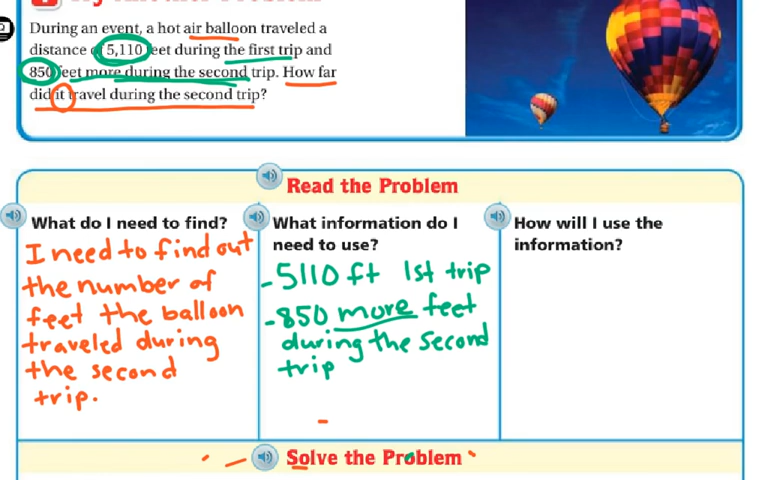 During an event, a hot air balloon traveled a
distance of 5,110 feet during the first trip and
850 feet more during the second trip. How far
did it travel during the second trip?
Read the Problem
What do I need to find?
I need to find out
the number of
feet the balloon
traveled during
the second
trip.
What information do I
need to use?
-5110 ft 1st trip
-850 more feet
during the second
trip
How will I use the
information?
Solve the Problem